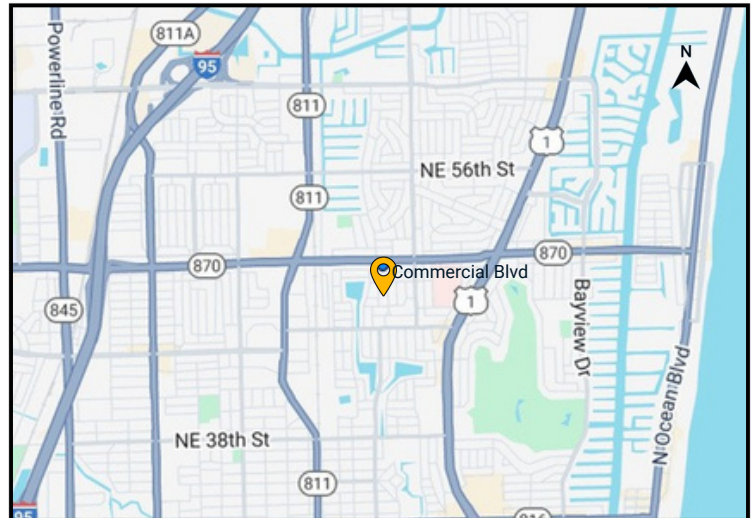 811A
Powerline Rd
95
N
811
1
NE 56th St
811
870
870
Commercial Blvd
845
1
Bayview Dr
N Ocean Blvd
NE 38th St
811
95
816